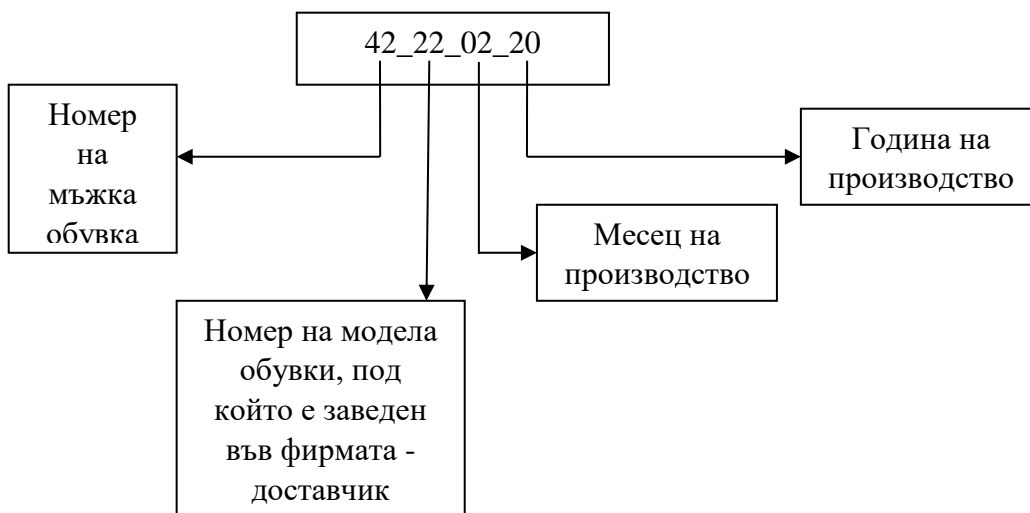 42_22_02_20
Номер
на
мъжка
обувка
Година на
производство
Месец на
производство
Номер на модела
обувки, под
който е заведен
във фирмата -
доставчик